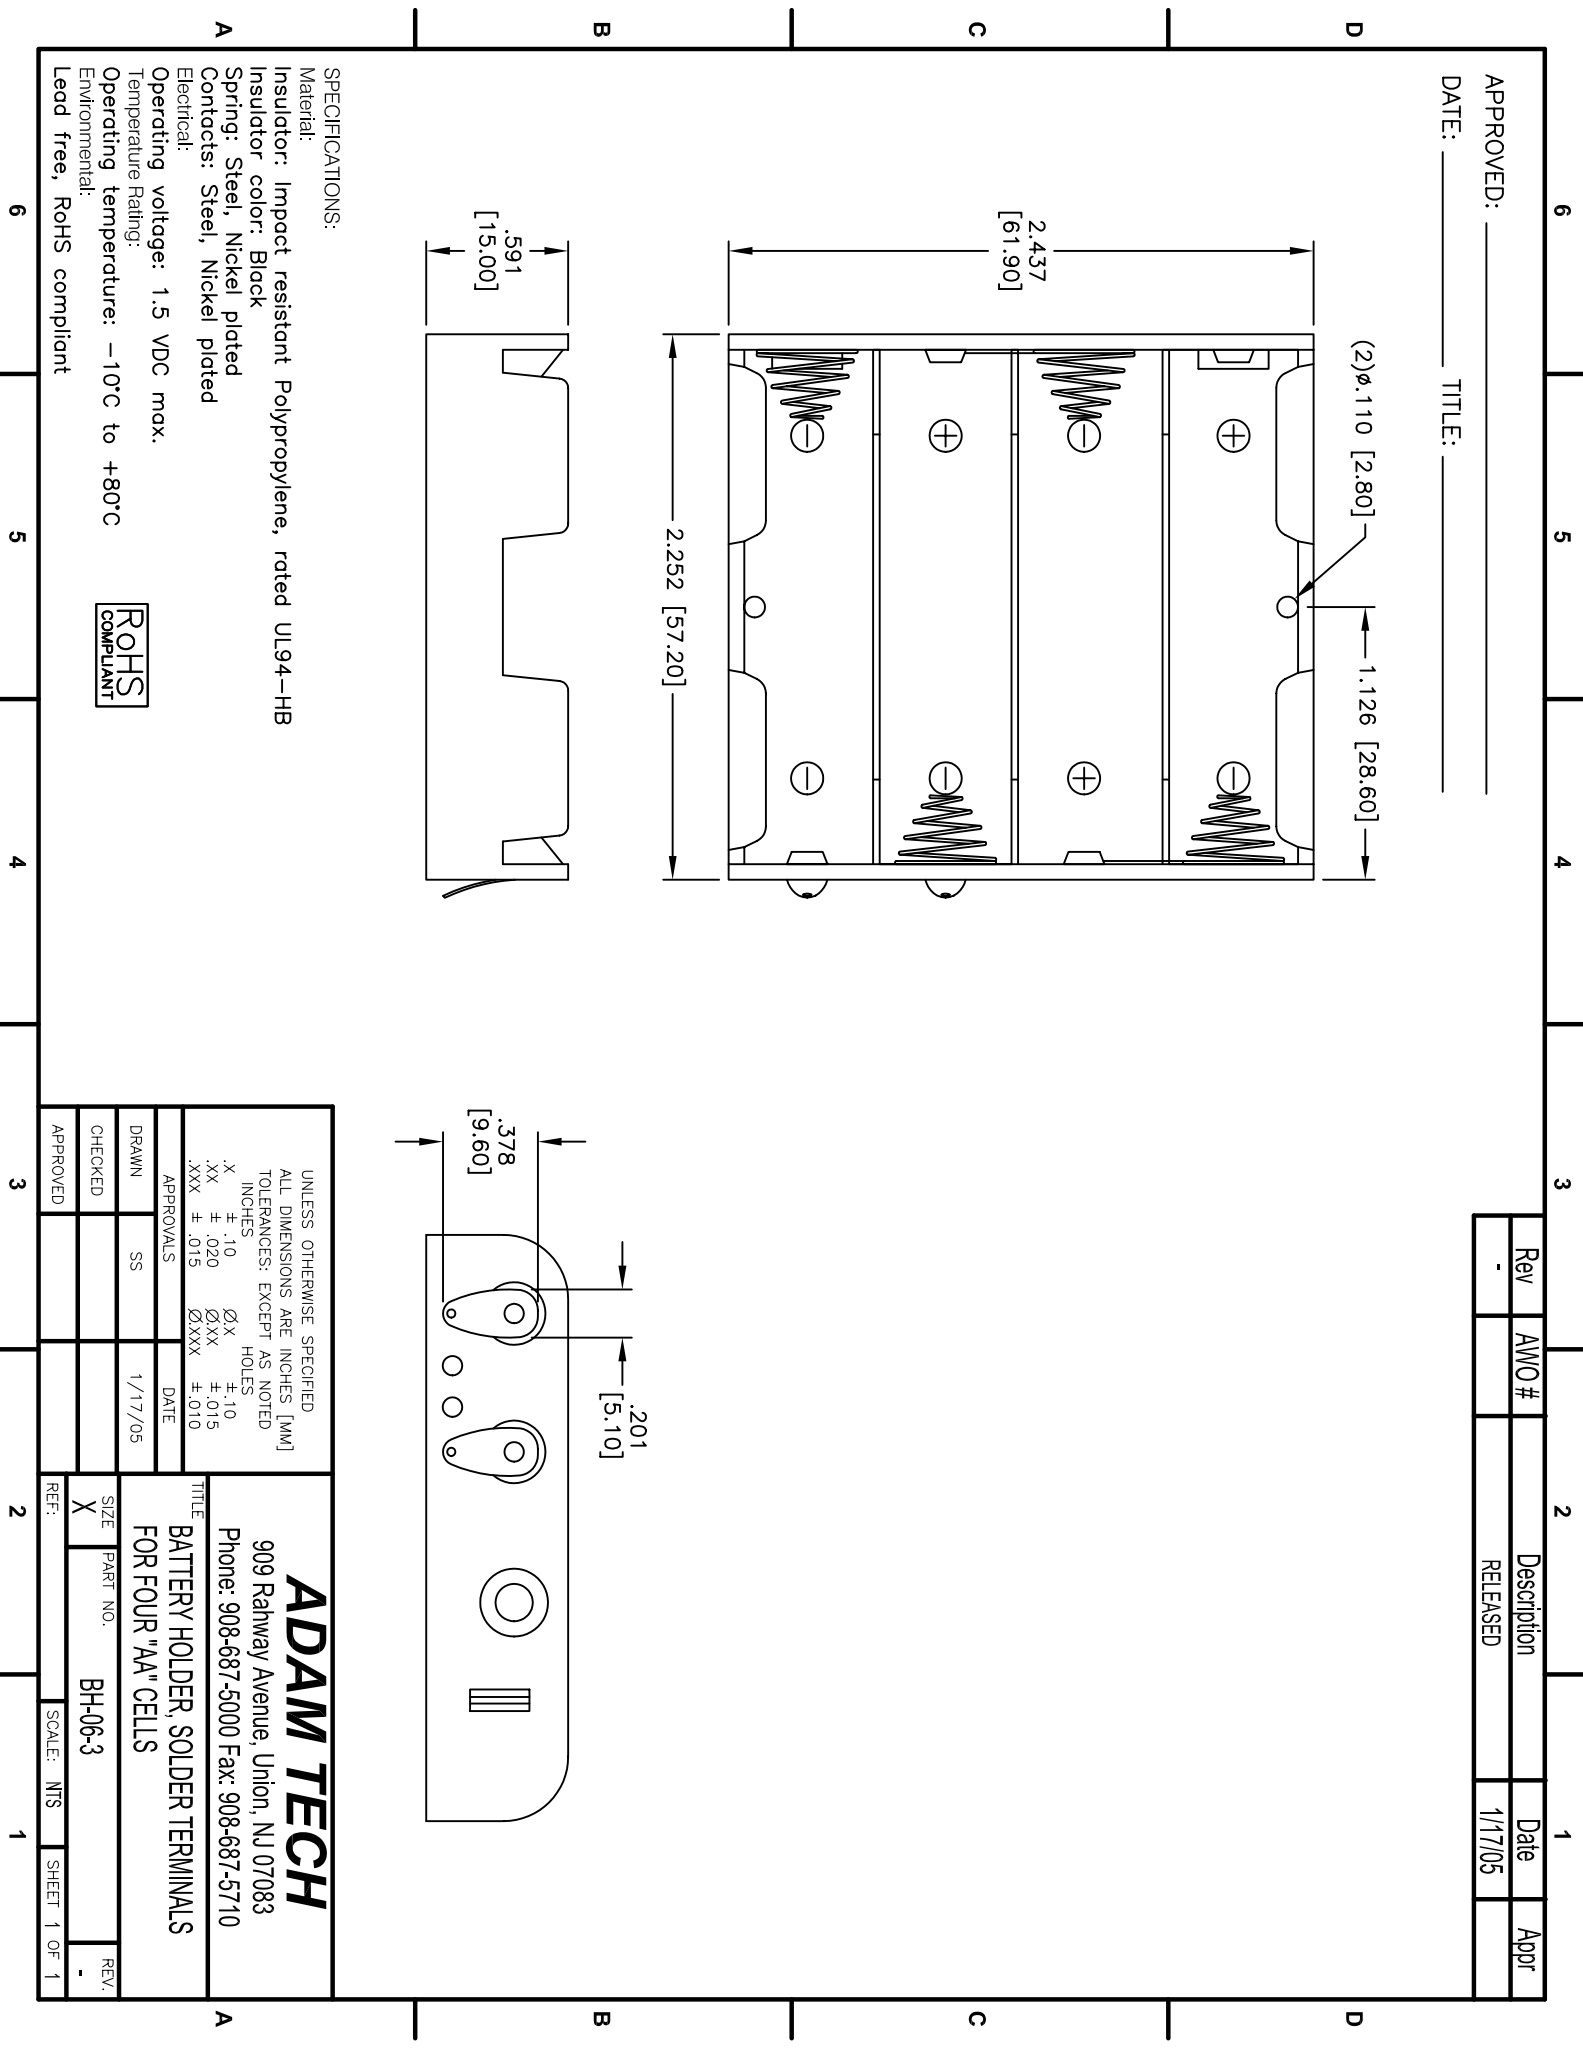 6
5
4
3
2
1
D
D
C
C
B
B
A
A
APPROVED:
DATE:
TITLE:
Rev
AWO #
Description
Date
Appr
-
RELEASED
1/17/05
(2)⌀.110 [2.80]
1.126 [28.60]
2.437
[61.90]
+
−
−
+
+
−
−
−
2.252 [57.20]
.591
[15.00]
.201
[5.10]
.378
[9.60]
SPECIFICATIONS:
Material:
Insulator: Impact resistant Polypropylene, rated UL94-HB
Insulator color: Black
Spring: Steel, Nickel plated
Contacts: Steel, Nickel plated
Electrical:
Operating voltage: 1.5 VDC max.
Temperature Rating:
Operating temperature: -10°C to +80°C
Environmental:
Lead free, RoHS compliant
RoHS
COMPLIANT
UNLESS OTHERWISE SPECIFIED
ALL DIMENSIONS ARE INCHES [MM]
TOLERANCES: EXCEPT AS NOTED
INCHES HOLES
.X ± .10 Ø.X ±.10
.XX ± .020 Ø.XX ±.015
.XXX ± .015 Ø.XXX ±.010
APPROVALS DATE
DRAWN SS 1/17/05
CHECKED
APPROVED
ADAM TECH
909 Rahway Avenue, Union, NJ 07083
Phone: 908-687-5000 Fax: 908-687-5710
TITLE
BATTERY HOLDER, SOLDER TERMINALS
FOR FOUR "AA" CELLS
SIZE
X
PART NO.
BH-06-3
REV.
-
REF:
SCALE: NTS
SHEET 1 OF 1
6
5
4
3
2
1